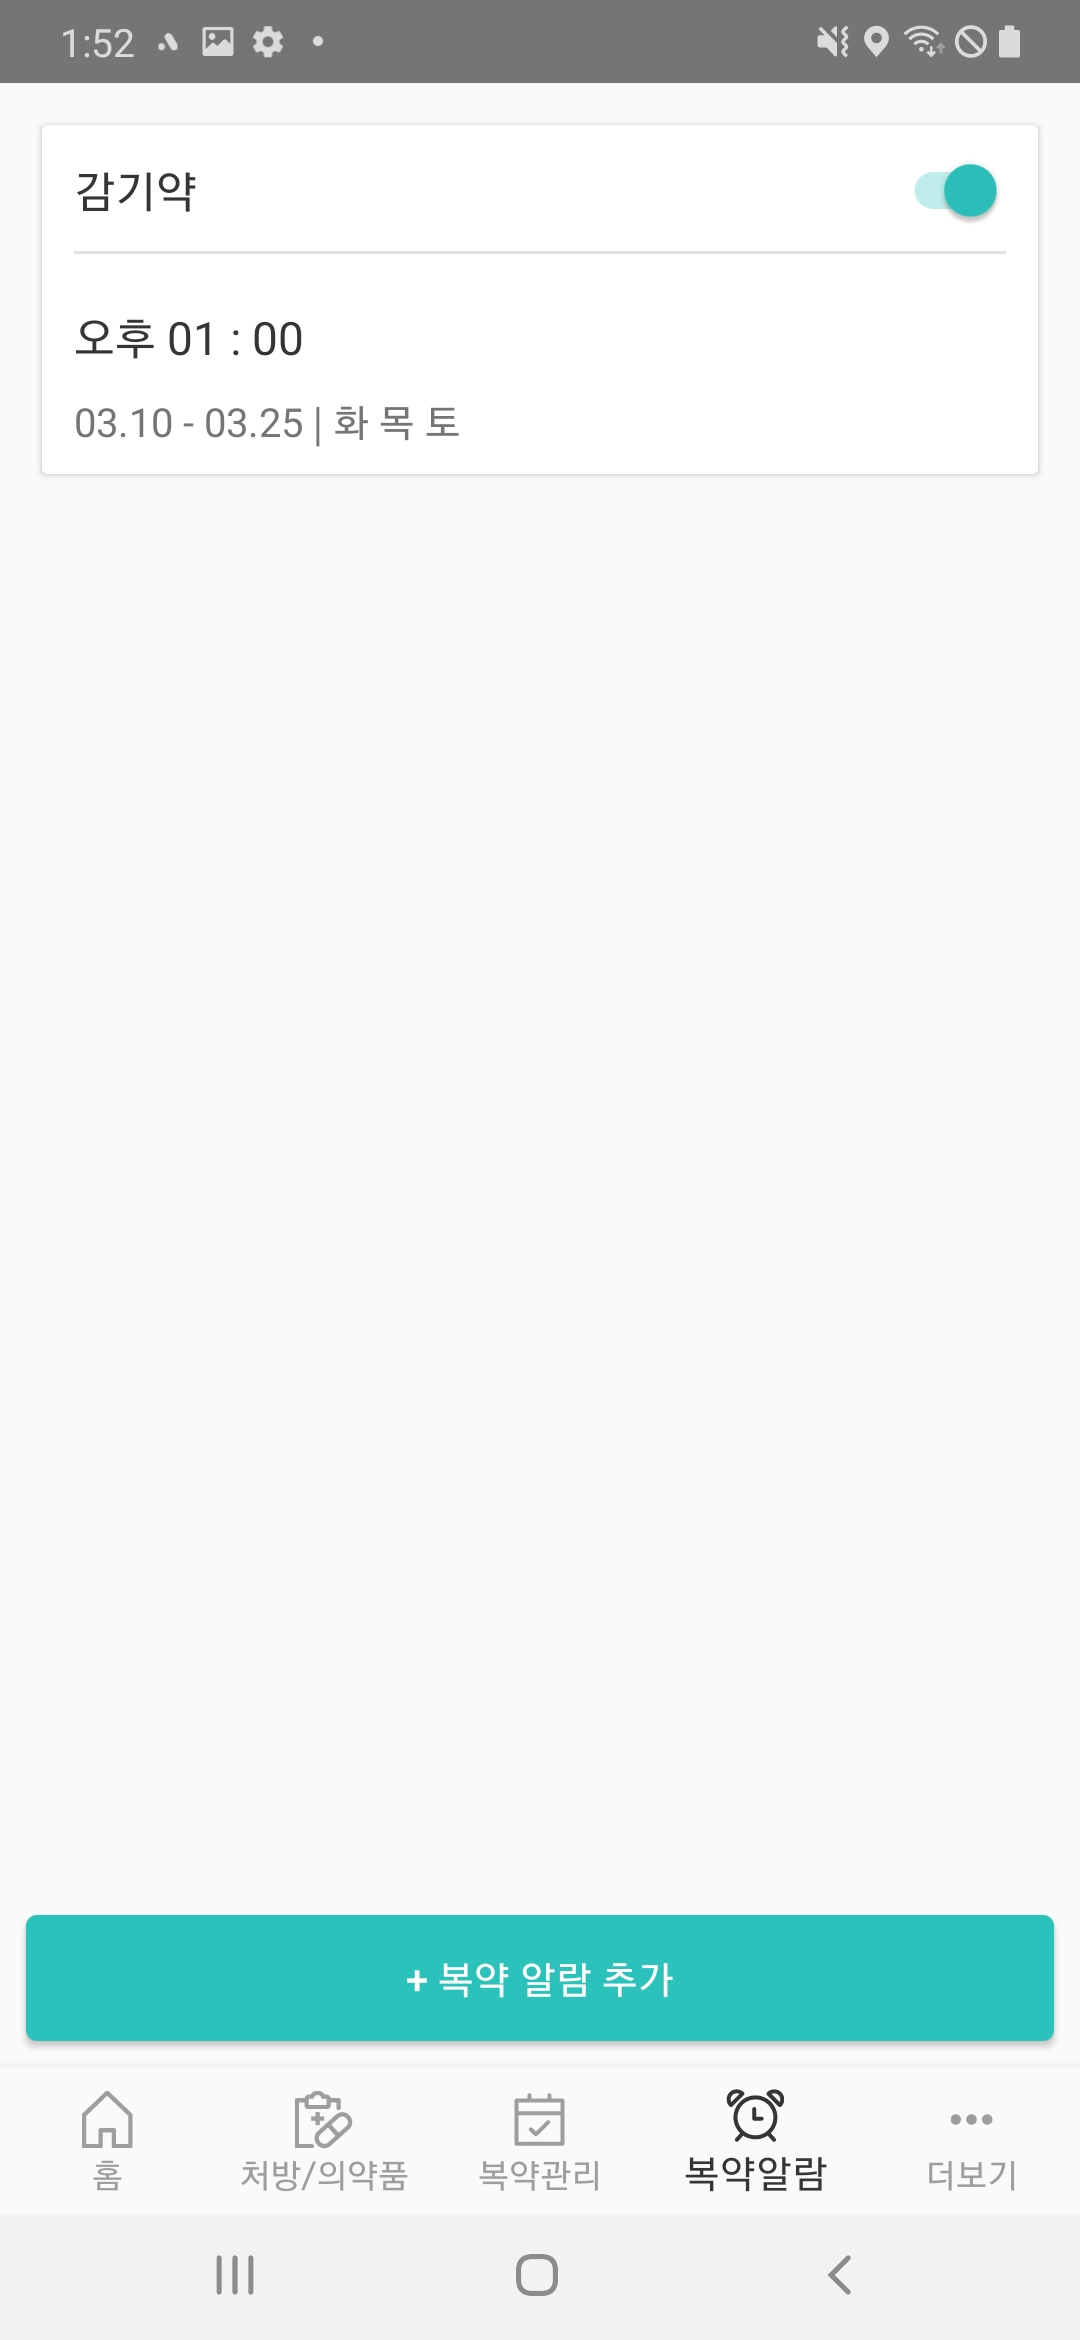 1:52
감기약
오후 01 : 00
03.10 - 03.25 | 화 목 토
+ 복약 알람 추가
홈
처방/의약품
복약관리
복약알람
더보기